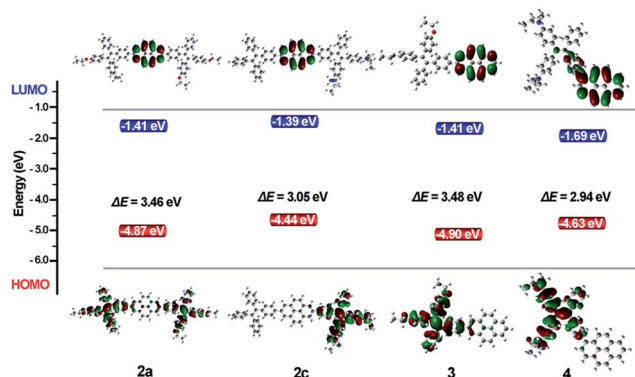 LUMO
Energy (eV)
-1.0
-2.0
-3.0
-4.0
-5.0
-6.0
HOMO
-1.41 eV
-1.39 eV
-1.41 eV
-1.69 eV
ΔE = 3.46 eV
ΔE = 3.05 eV
ΔE = 3.48 eV
ΔE = 2.94 eV
-4.87 eV
-4.44 eV
-4.90 eV
-4.63 eV
2a
2c
3
4